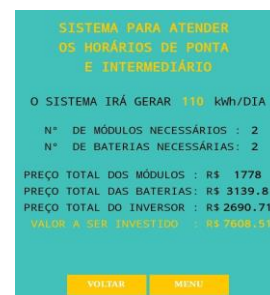 SISTEMA PARA ATENDER
OS HORÁRIOS DE PONTA
E INTERMEDIÁRIO
O SISTEMA IRÁ GERAR 110 kWh/DIA
N° DE MÓDULOS NECESSÁRIOS : 2
N° DE BATERIAS NECESSÁRIAS: 2
PREÇO TOTAL DOS MÓDULOS : R$ 1778
PREÇO TOTAL DAS BATERIAS: R$ 3139.8
PREÇO TOTAL DO INVERSOR : R$ 2690.71
VALOR A SER INVESTIDO : R$ 7608.51
VOLTAR MENU